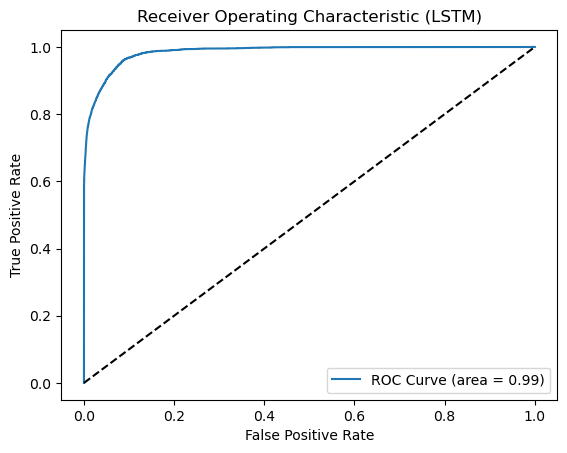 Receiver Operating Characteristic (LSTM)
True Positive Rate
1.0
0.8
0.6
0.4
0.2
0.0
0.0 0.2 0.4 0.6 0.8 1.0
False Positive Rate
ROC Curve (area = 0.99)